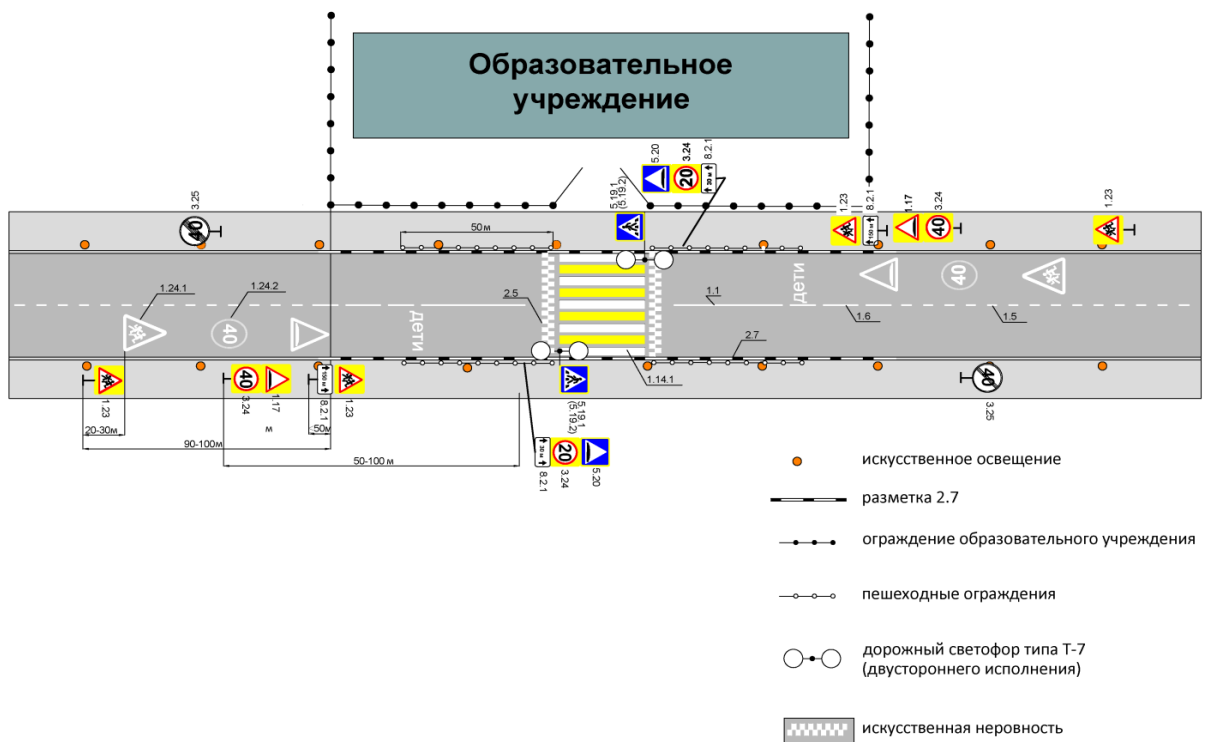 Образовательное
учреждение
5.20
3.24
8.2.1
20
20 м
3.25
40
5.19.1
(5.19.2)
1.23
8.2.1
150 м
1.17
3.24
40
1.23
50м
1.24.1
1.24.2
40
дети
2.5
1.1
дети
40
1.6
1.5
2.7
1.14.1
1.23
40
3.24
1.17
м
150 м
8.2.1
50м
1.23
5.19.1
(5.19.2)
40
3.25
20-30м
90-100м
50-100 м
20
8.2.1
3.24
5.20
искусственное освещение
разметка 2.7
ограждение образовательного учреждения
пешеходные ограждения
дорожный светофор типа Т-7
(двустороннего исполнения)
искусственная неровность